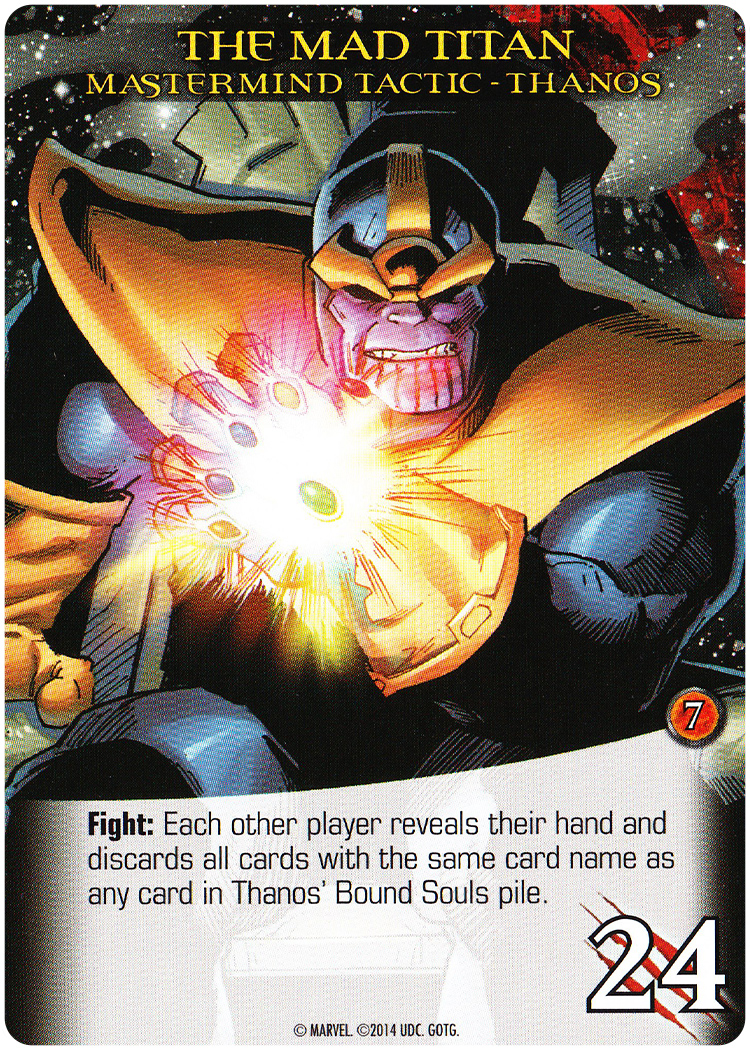 THE MAD TITAN
MASTERMIND TACTIC - THANOS
7
Fight: Each other player reveals their hand and
discards all cards with the same card name as
any card in Thanos' Bound Souls pile.
24
© MARVEL. ©2014 UDC. GOTG.